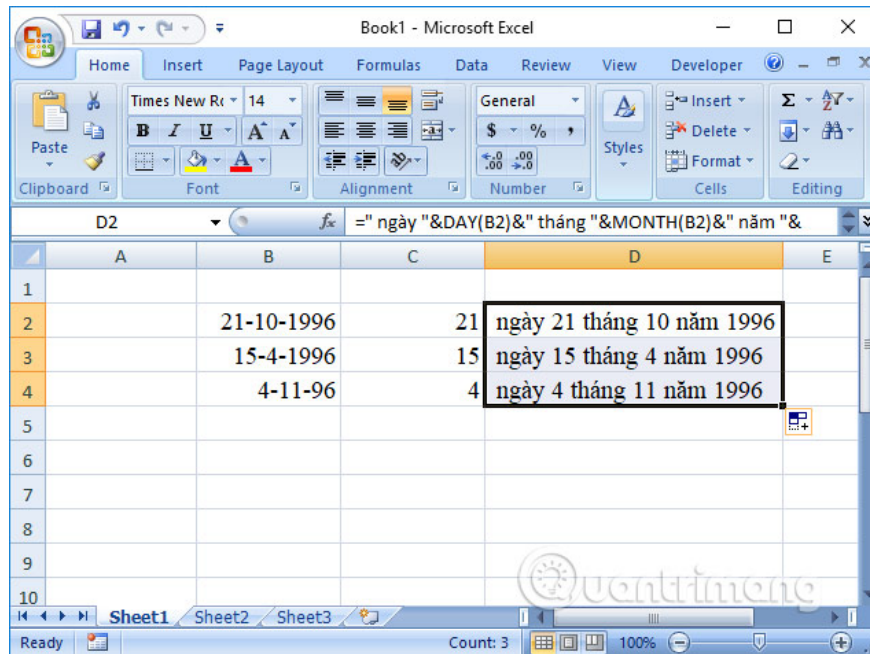 Book1 - Microsoft Excel
Home Insert Page Layout Formulas Data Review View Developer
Paste
Times New Ro 14
General
Styles
Insert
Delete
Format
B I U A A
$ % ,
Clipboard Font Alignment Number Cells Editing
D2 fx =" ngày "&DAY(B2)&" tháng "&MONTH(B2)&" năm "&
A B C D E
1
2 21-10-1996 21 ngày 21 tháng 10 năm 1996
3 15-4-1996 15 ngày 15 tháng 4 năm 1996
4 4-11-96 4 ngày 4 tháng 11 năm 1996
5
6
7
8
9
10
Quantrimang
Sheet1 Sheet2 Sheet3
Ready Count: 3 100%